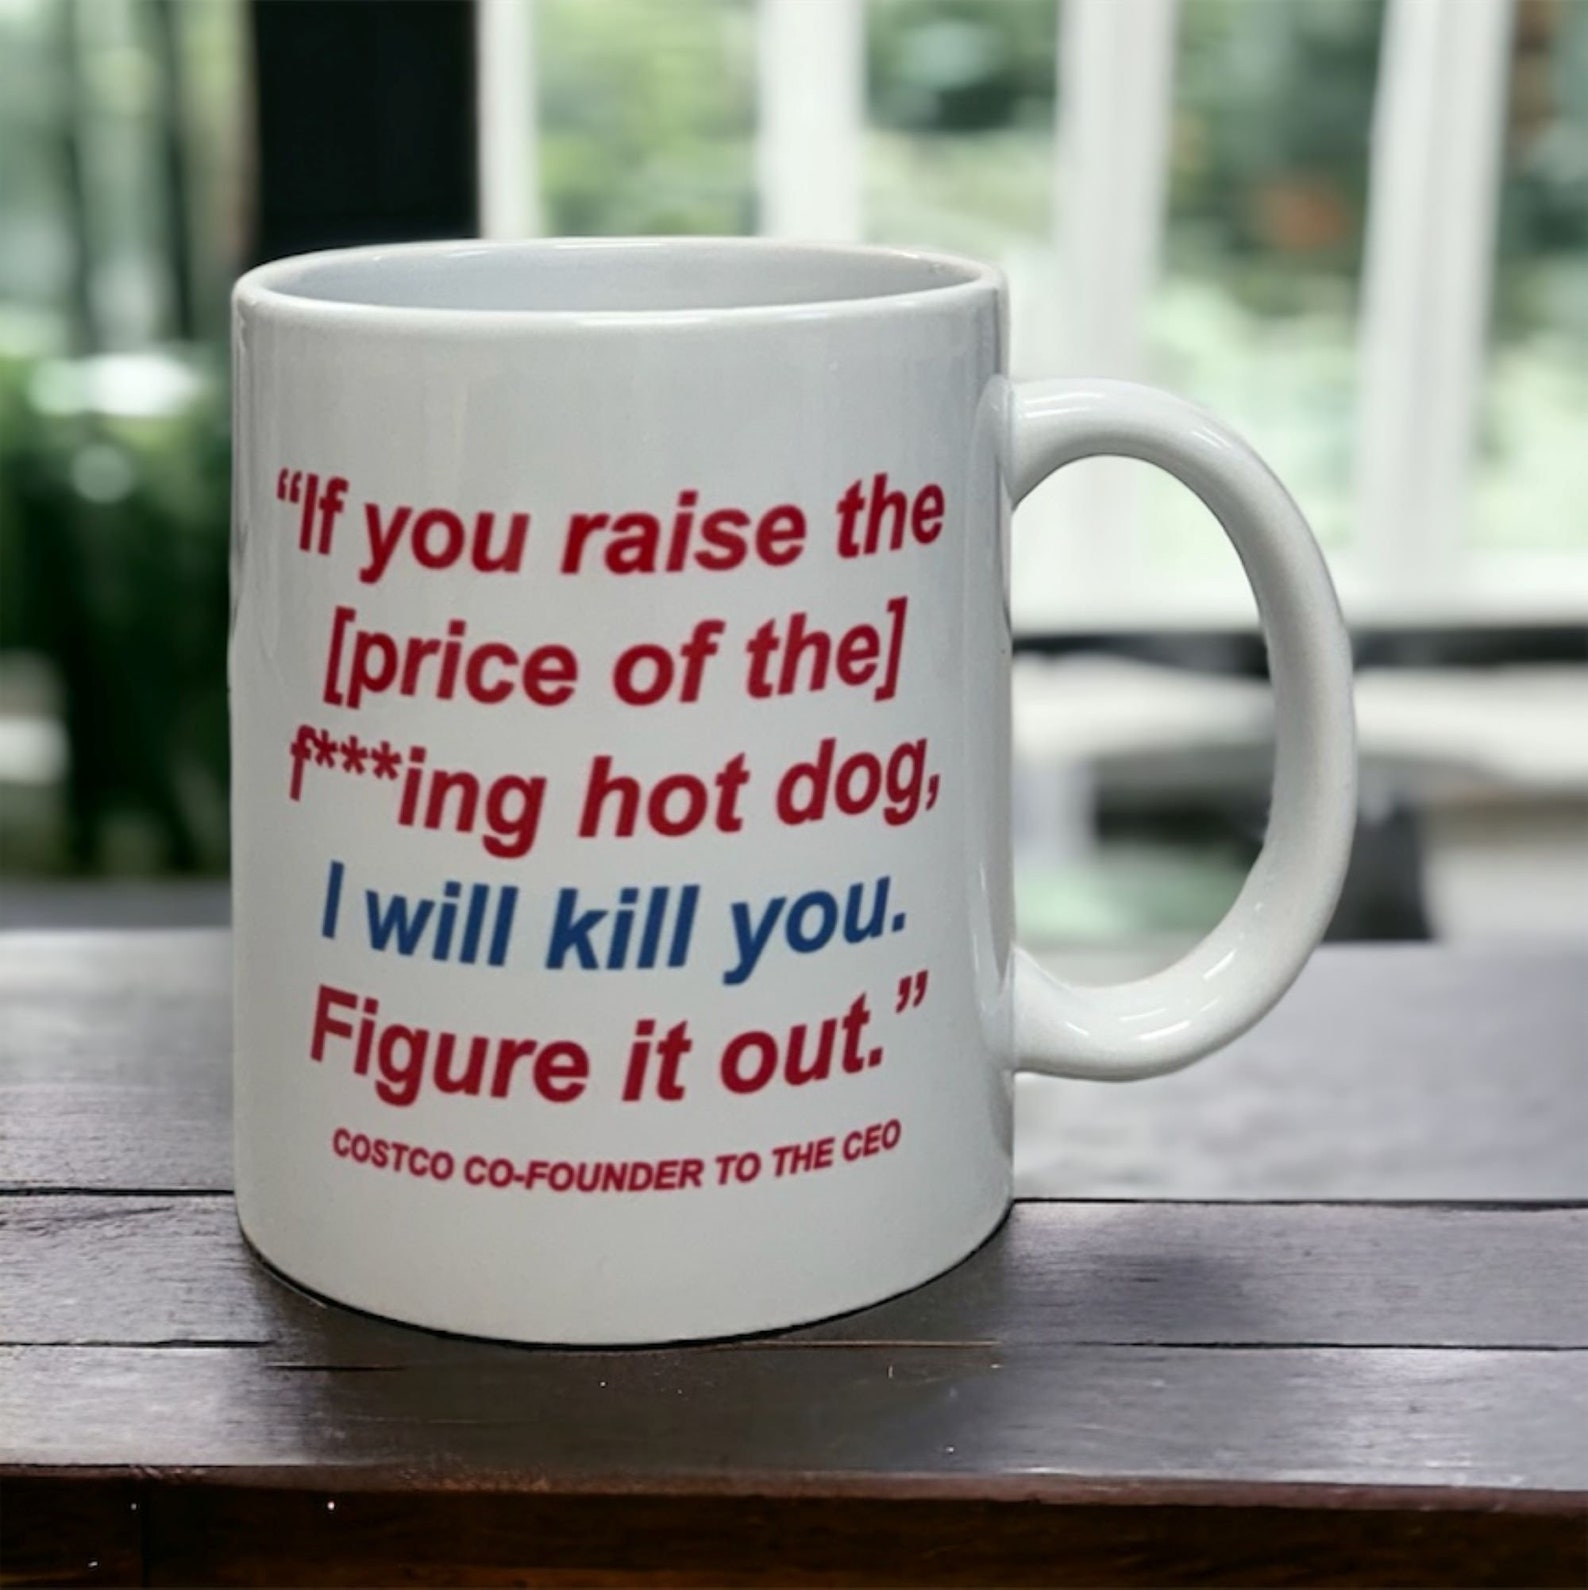 “If you raise the
[price of the]
f***ing hot dog,
I will kill you.
Figure it out.”
COSTCO CO-FOUNDER TO THE CEO